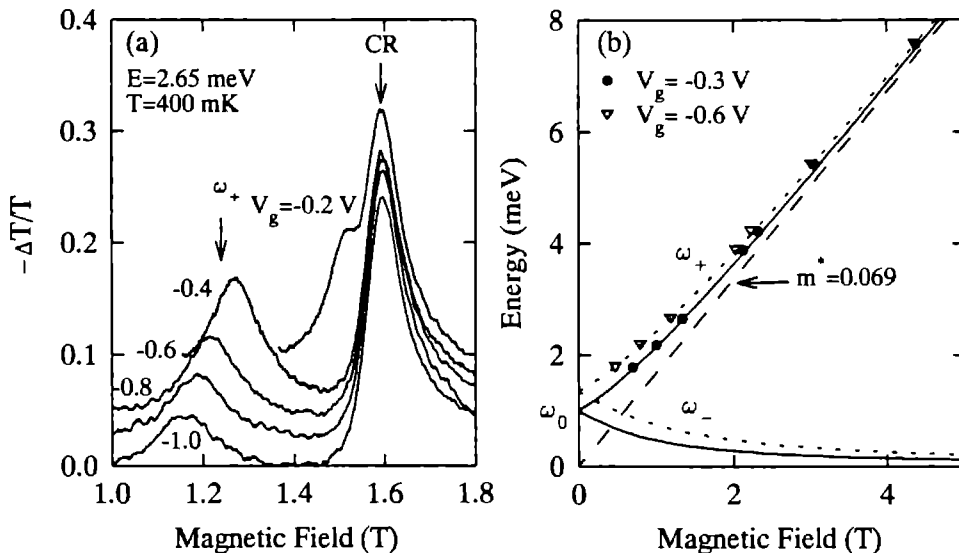 0.4
0.3
0.2
0.1
0.0
-ΔT/T
(a)
E=2.65 meV
T=400 mK
CR
ω+
Vg=-0.2 V
-0.4
-0.6
-0.8
-1.0
1.0 1.2 1.4 1.6 1.8
Magnetic Field (T)
8
6
4
2
ω0
0
Energy (meV)
(b)
Vg= -0.3 V
Vg= -0.6 V
ω+
m*=0.069
ω−
0 2 4
Magnetic Field (T)